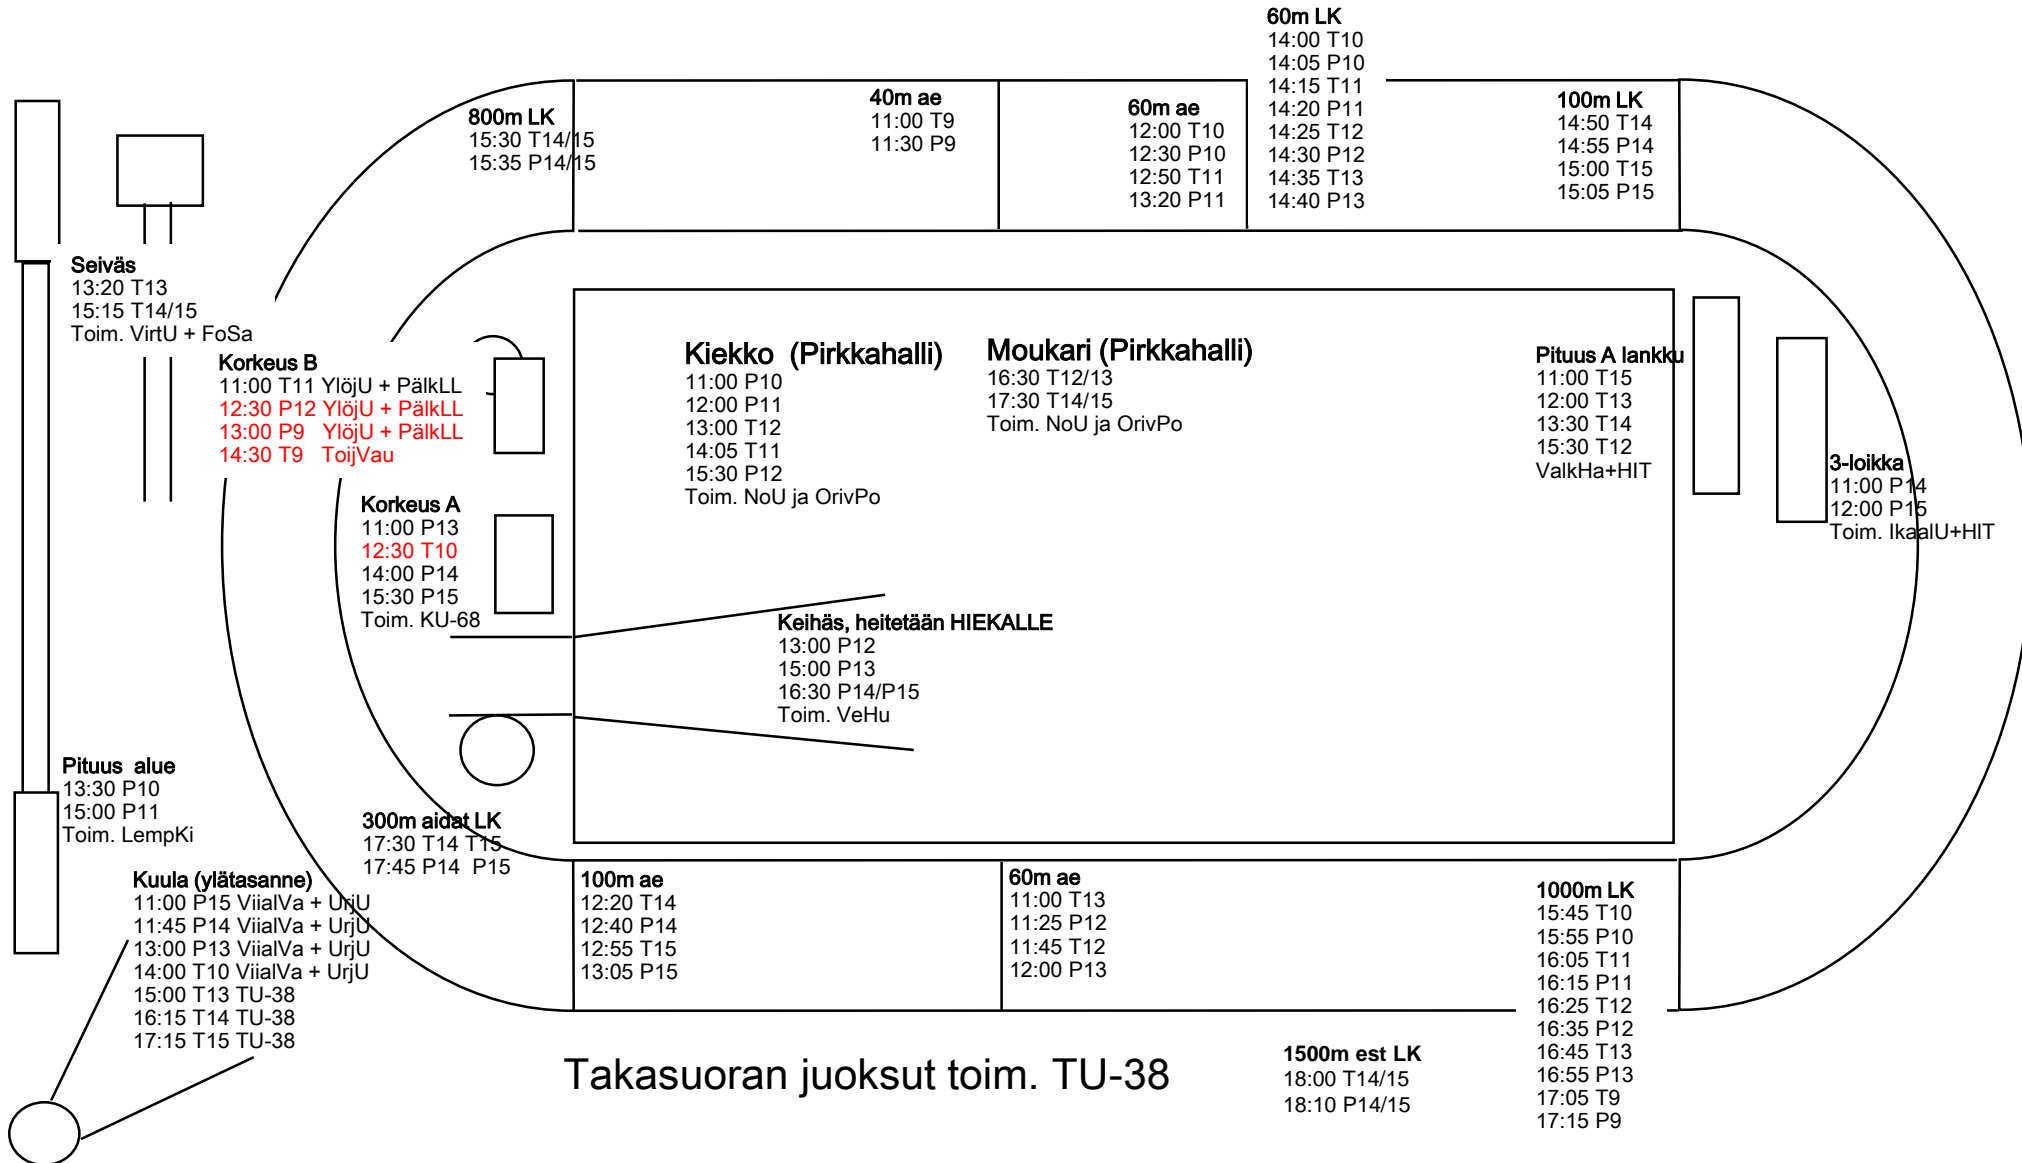 60m LK
14:00 T10
14:05 P10
14:15 T11
14:20 P11
14:25 T12
14:30 P12
14:35 T13
14:40 P13
800m LK
15:30 T14/15
15:35 P14/15
40m ae
11:00 T9
11:30 P9
60m ae
12:00 T10
12:30 P10
12:50 T11
13:20 P11
100m LK
14:50 T14
14:55 P14
15:00 T15
15:05 P15
Seiväs
13:20 T13
15:15 T14/15
Toim. VirtU + FoSa
Korkeus B
11:00 T11 YlöjU + PälkLL
12:30 P12 YlöjU + PälkLL
13:00 P9 YlöjU + PälkLL
14:30 T9 ToijVau
Kiekko (Pirkkahalli)
11:00 P10
12:00 P11
13:00 T12
14:05 T11
15:30 P12
Toim. NoU ja OrivPo
Moukari (Pirkkahalli)
16:30 T12/13
17:30 T14/15
Toim. NoU ja OrivPo
Pituus A lankku
11:00 T15
12:00 T13
13:30 T14
15:30 T12
ValkHa+HIT
3-loikka
11:00 P14
12:00 P15
Toim. IkaalU+HIT
Korkeus A
11:00 P13
12:30 T10
14:00 P14
15:30 P15
Toim. KU-68
Keihäs, heitetään HIEKALLE
13:00 P12
15:00 P13
16:30 P14/P15
Toim. VeHu
Pituus alue
13:30 P10
15:00 P11
Toim. LempKi
300m aidat LK
17:30 T14 T15
17:45 P14 P15
Kuula (ylätasanne)
11:00 P15 ViialVa + UrjU
11:45 P14 ViialVa + UrjU
13:00 P13 ViialVa + UrjU
14:00 T10 ViialVa + UrjU
15:00 T13 TU-38
16:15 T14 TU-38
17:15 T15 TU-38
100m ae
12:20 T14
12:40 P14
12:55 T15
13:05 P15
60m ae
11:00 T13
11:25 P12
11:45 T12
12:00 P13
1000m LK
15:45 T10
15:55 P10
16:05 T11
16:15 P11
16:25 T12
16:35 P12
16:45 T13
16:55 P13
17:05 T9
17:15 P9
Takasuoran juoksut toim. TU-38
1500m est LK
18:00 T14/15
18:10 P14/15